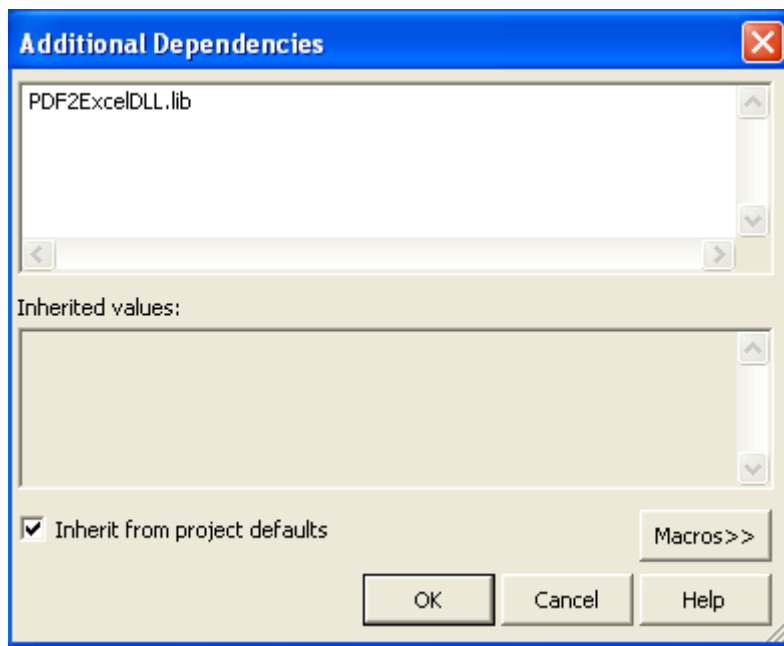 Additional Dependencies
PDF2ExcelDLL.lib
Inherited values:
Inherit from project defaults
Macros>>
OK Cancel Help